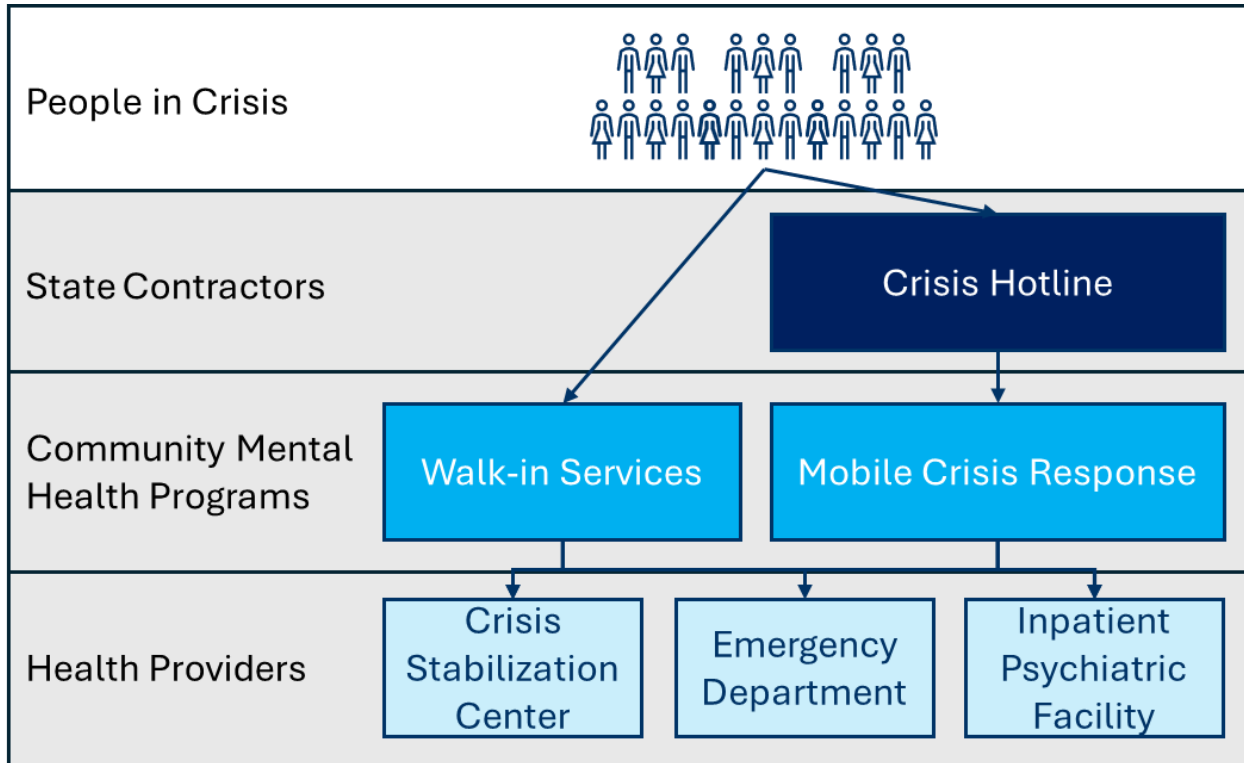 People in Crisis
State Contractors
Crisis Hotline
Community Mental
Health Programs
Walk-in Services
Mobile Crisis Response
Health Providers
Crisis
Stabilization
Center
Emergency
Department
Inpatient
Psychiatric
Facility